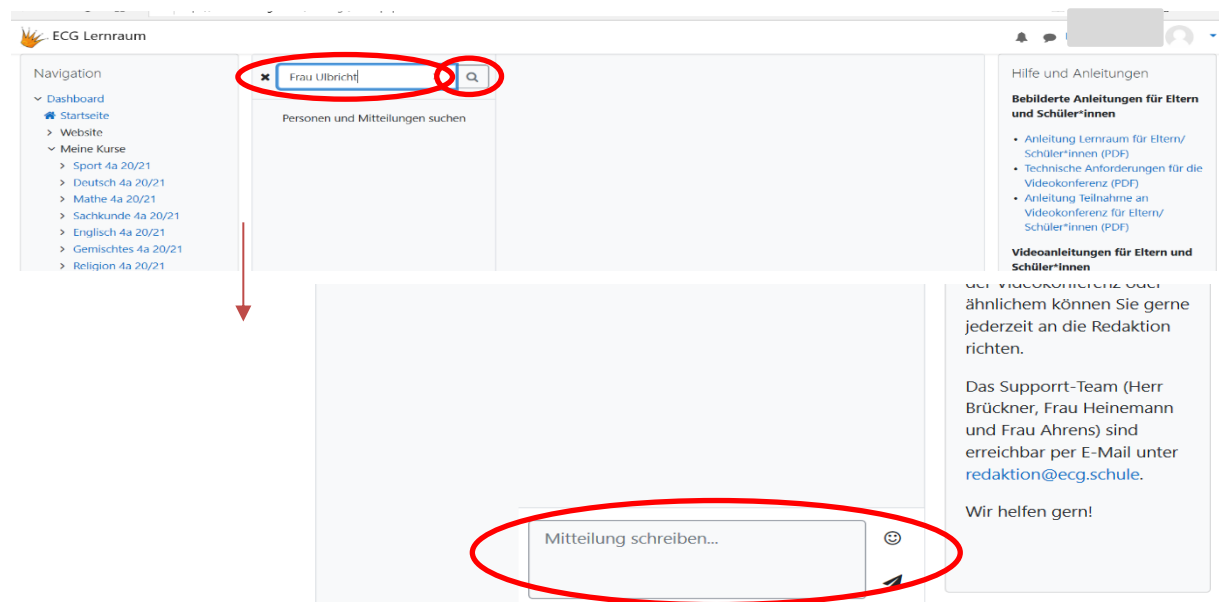 ECG Lernraum
Navigation
Dashboard
Startseite
Website
Meine Kurse
Sport 4a 20/21
Deutsch 4a 20/21
Mathe 4a 20/21
Sachkunde 4a 20/21
Englisch 4a 20/21
Gemischtes 4a 20/21
Religion 4a 20/21
Frau Ulbricht
Personen und Mitteilungen suchen
Hilfe und Anleitungen
Bebilderte Anleitungen für Eltern
und Schüler*innen
Anleitung Lernraum für Eltern/
Schüler*innen (PDF)
Technische Anforderungen für die
Videokonferenz (PDF)
Anleitung Teilnahme an
Videokonferenz für Eltern/
Schüler*innen (PDF)
Videoanleitungen für Eltern und
Schüler*innen
der Videokonferenz oder
ähnlichem können Sie gerne
jederzeit an die Redaktion
richten.
Das Supporrt-Team (Herr
Brückner, Frau Heinemann
und Frau Ahrens) sind
erreichbar per E-Mail unter
redaktion@ecg.schule.
Wir helfen gern!
Mitteilung schreiben...